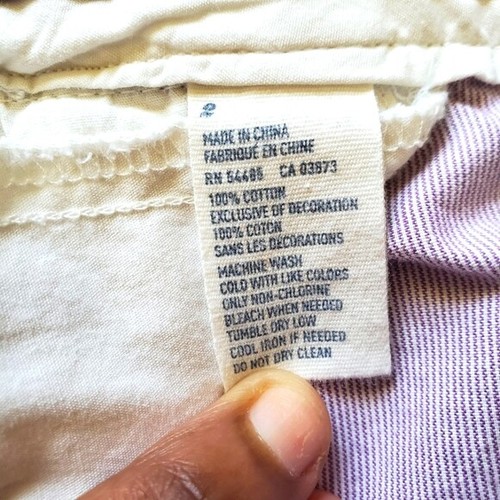 MADE IN CHINA
FABRIQUÉ EN CHINE
RN 54485 CA 03873
100% COTTON
EXCLUSIVE OF DECORATION
100% COTON
SANS LES DÉCORATIONS
MACHINE WASH
COLD WITH LIKE COLORS
ONLY NON-CHLORINE
BLEACH WHEN NEEDED
TUMBLE DRY LOW
COOL IRON IF NEEDED
DO NOT DRY CLEAN